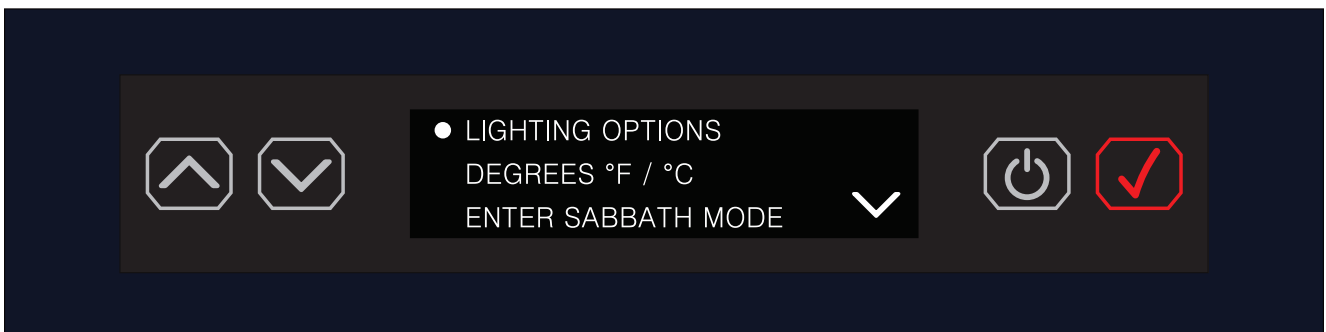 LIGHTING OPTIONS
DEGREES °F / °C
ENTER SABBATH MODE